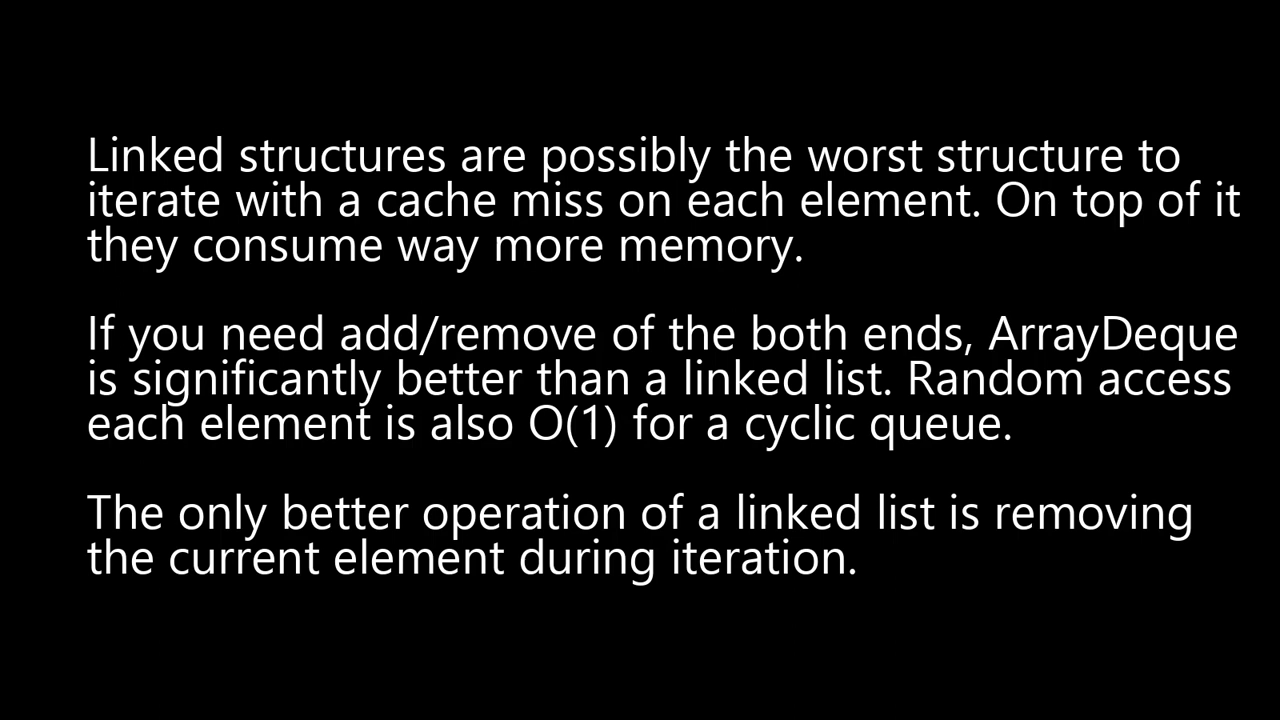 Linked structures are possibly the worst structure to
iterate with a cache miss on each element. On top of it
they consume way more memory.
If you need add/remove of the both ends, ArrayDeque
is significantly better than a linked list. Random access
each element is also O(1) for a cyclic queue.
The only better operation of a linked list is removing
the current element during iteration.